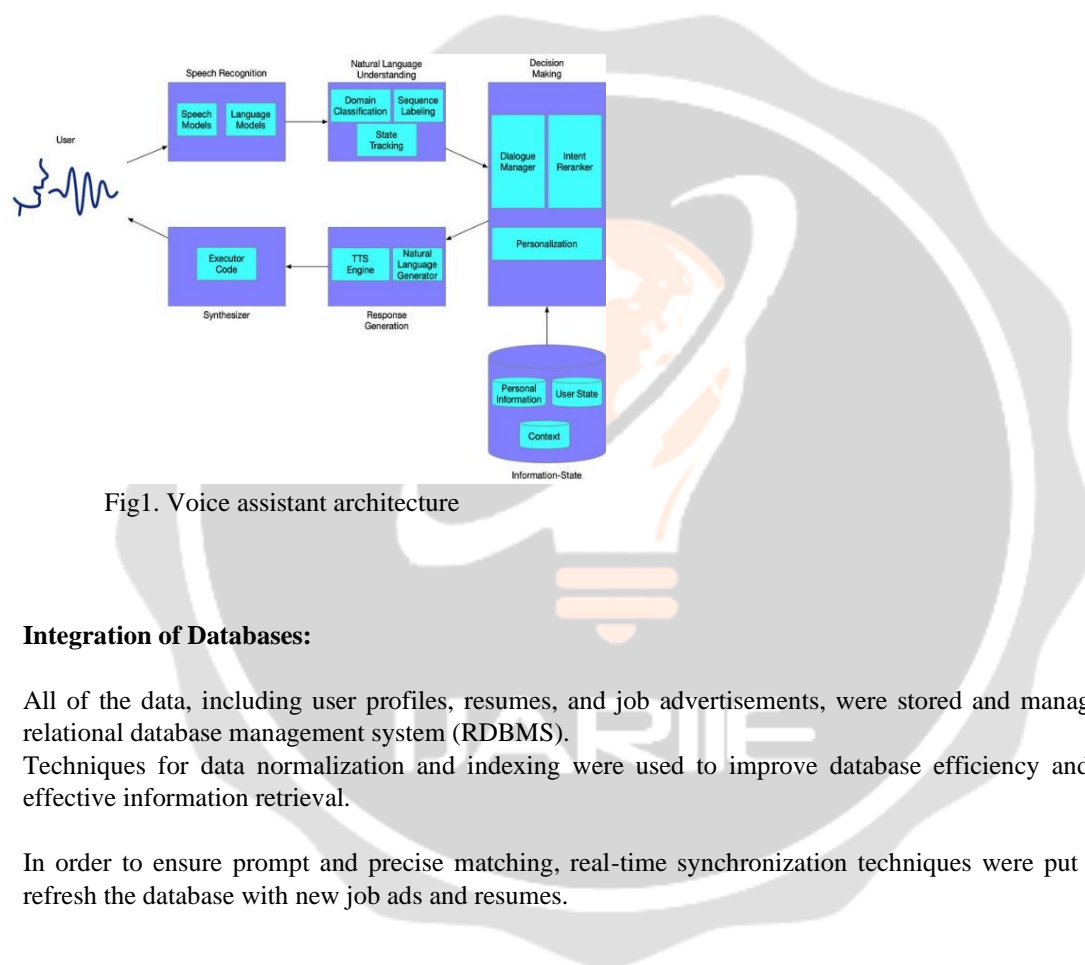 Speech Recognition
Natural Language
Understanding
Decision
Making
User
Speech
Models
Language
Models
Domain
Classification
Sequence
Labeling
State
Tracking
Dialogue
Manager
Intent
Reranker
Personalization
Executor
Code
TTS
Engine
Natural
Language
Generator
Synthesizer
Response
Generation
Personal
Information
User State
Context
Information-State
Fig1. Voice assistant architecture
Integration of Databases:
All of the data, including user profiles, resumes, and job advertisements, were stored and manag
relational database management system (RDBMS).
Techniques for data normalization and indexing were used to improve database efficiency and
effective information retrieval.
In order to ensure prompt and precise matching, real-time synchronization techniques were put
refresh the database with new job ads and resumes.
IJARIIE